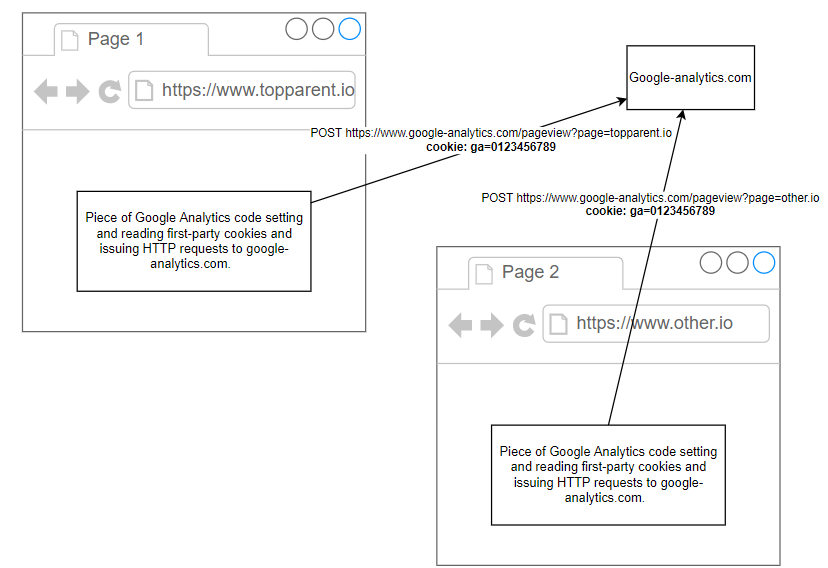 Page 1
https://www.topparent.io
Google-analytics.com
POST https://www.google-analytics.com/pageview?page=topparent.io
cookie: ga=0123456789
Piece of Google Analytics code setting
and reading first-party cookies and
issuing HTTP requests to google-
analytics.com.
POST https://www.google-analytics.com/pageview?page=other.io
cookie: ga=0123456789
Page 2
https://www.other.io
Piece of Google Analytics code setting
and reading first-party cookies and
issuing HTTP requests to google-
analytics.com.